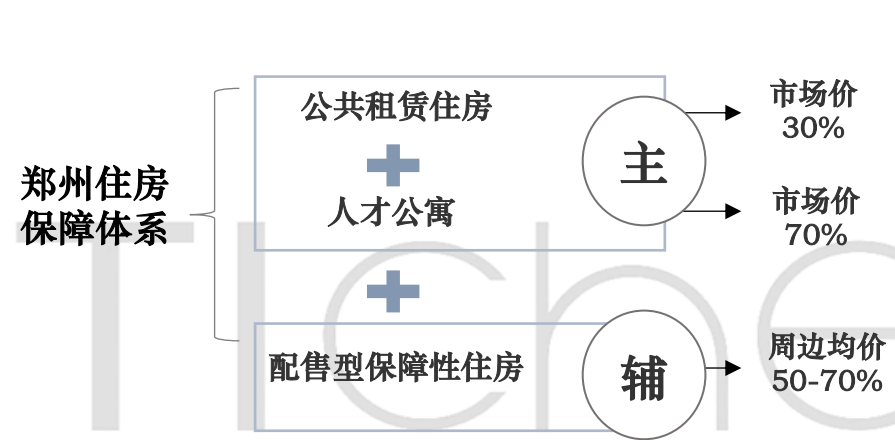 郑州住房
保障体系
公共租赁住房
人才公寓
主
市场价
30%
市场价
70%
配售型保障性住房
辅
周边均价
50-70%
TIche